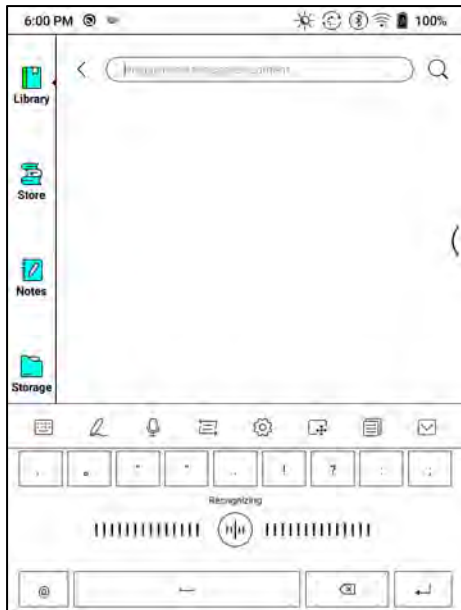 6:00 PM 100%
Library
Store
Notes
Storage
! ? : ;
Recognizing
@